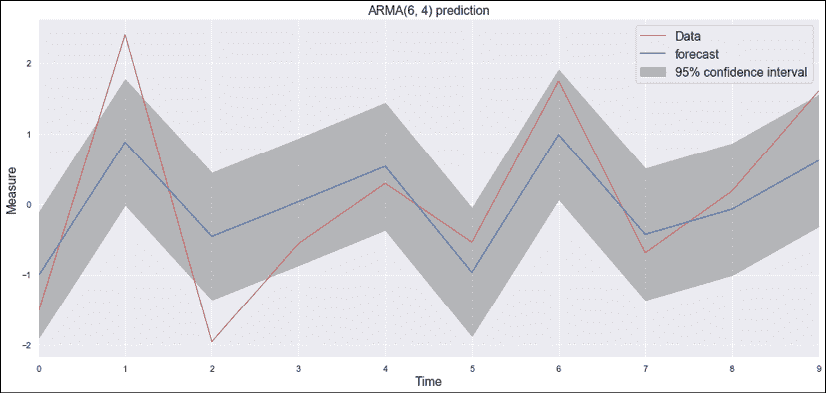 ARMA(6, 4) prediction
Data
forecast
95% confidence interval
Measure
2
1
0
−1
−2
0 1 2 3 4 5 6 7 8 9
Time